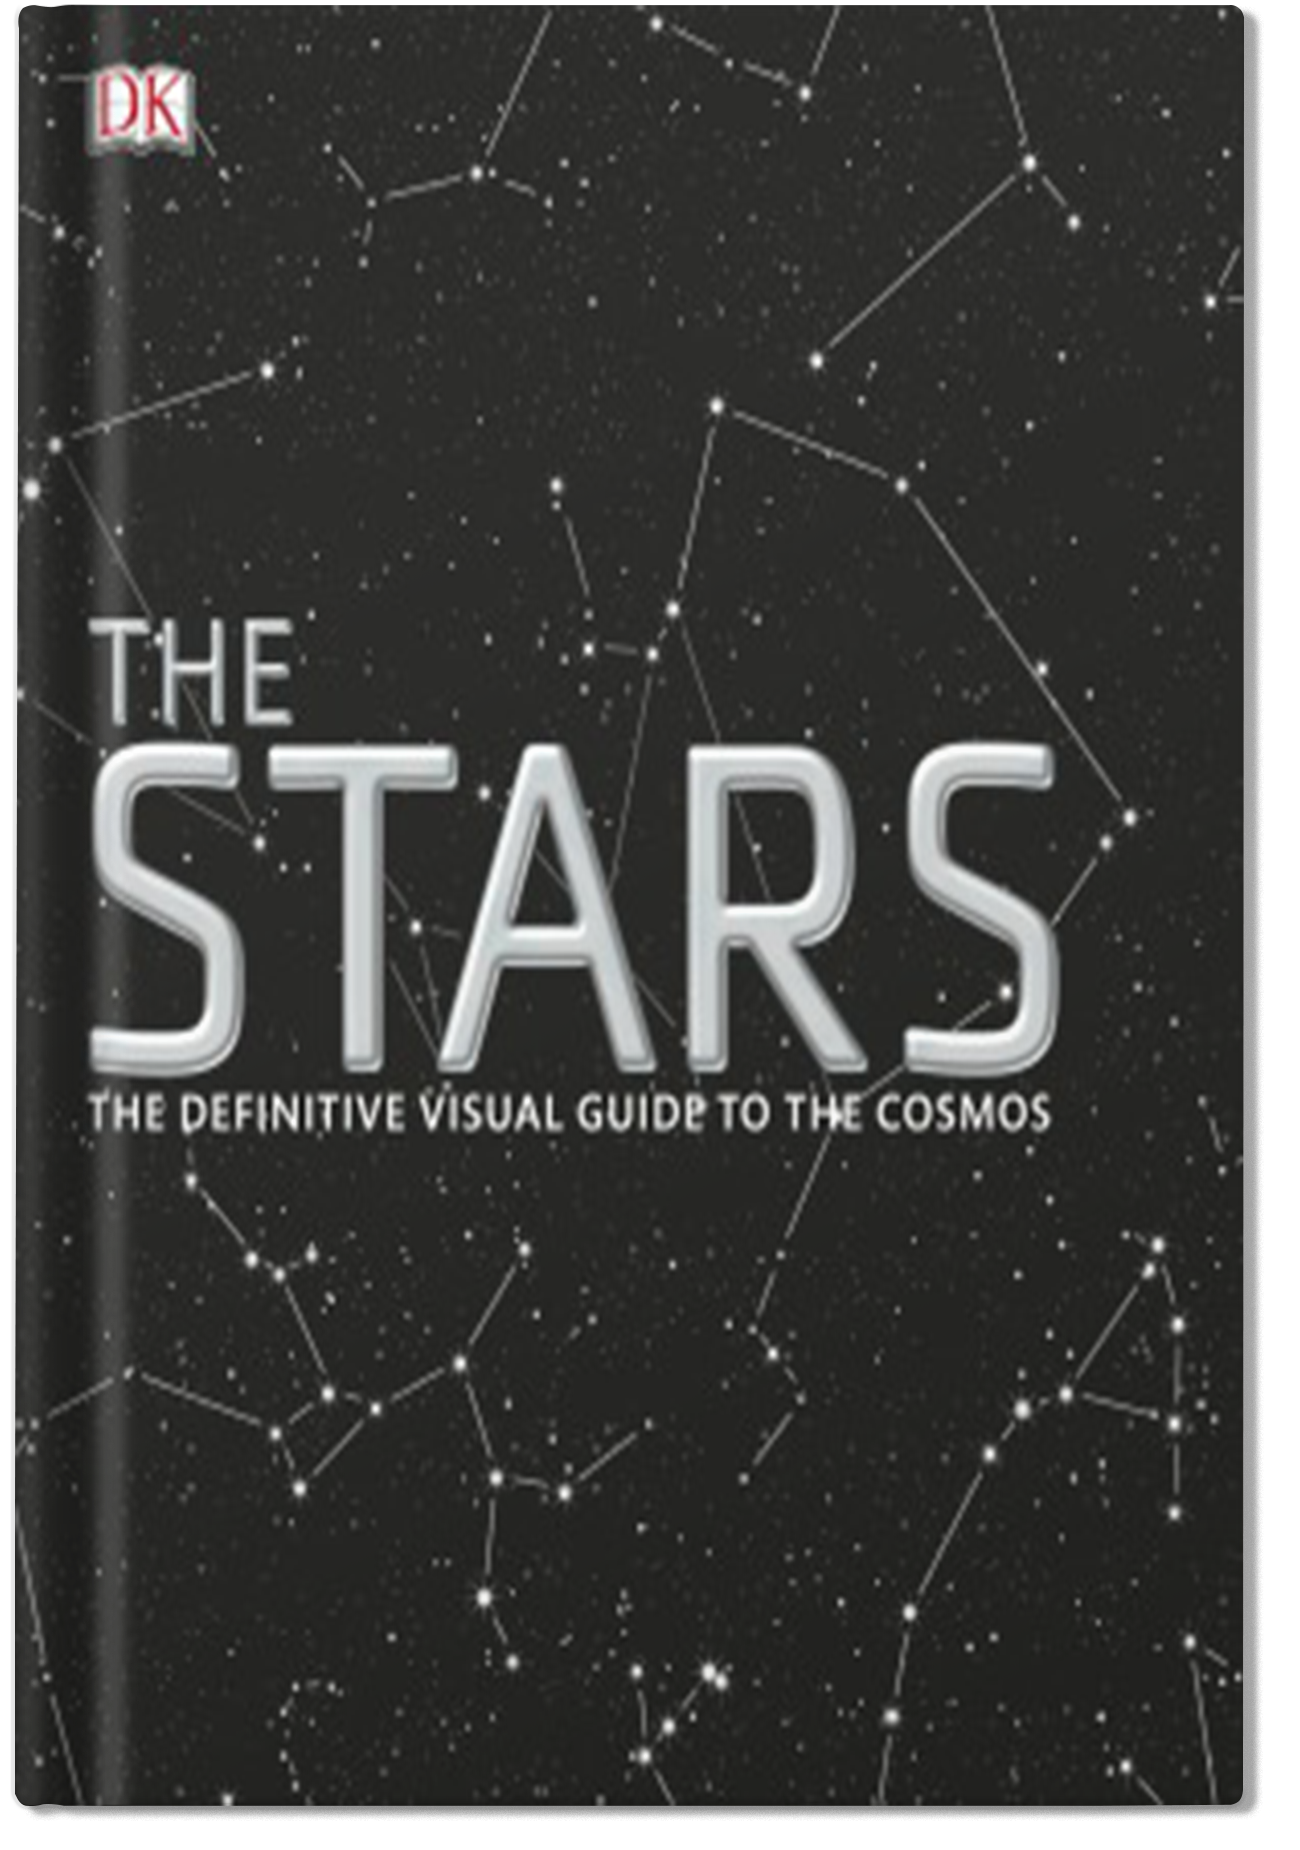 DK
THE
STARS
THE DEFINITIVE VISUAL GUIDE TO THE COSMOS